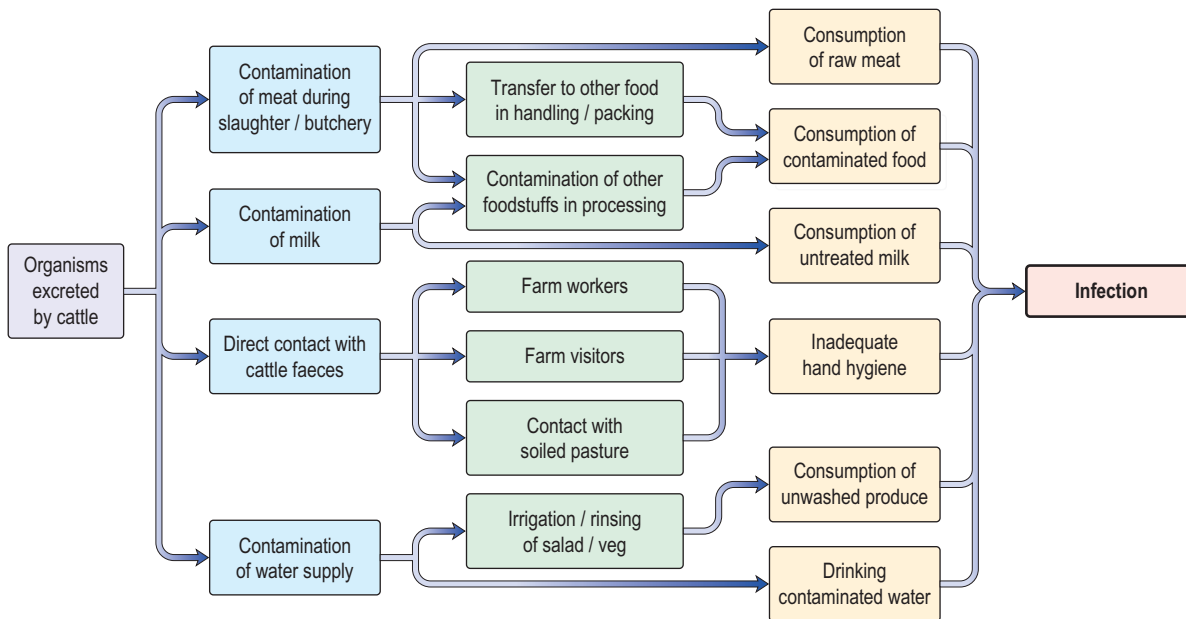 Organisms
excreted
by cattle
Contamination
of meat during
slaughter / butchery
Contamination
of milk
Direct contact with
cattle faeces
Contamination
of water supply
Transfer to other food
in handling / packing
Contamination of other
foodstuffs in processing
Farm workers
Farm visitors
Contact with
soiled pasture
Irrigation / rinsing
of salad / veg
Consumption
of raw meat
Consumption of
contaminated food
Consumption of
untreated milk
Inadequate
hand hygiene
Consumption of
unwashed produce
Drinking
contaminated water
Infection